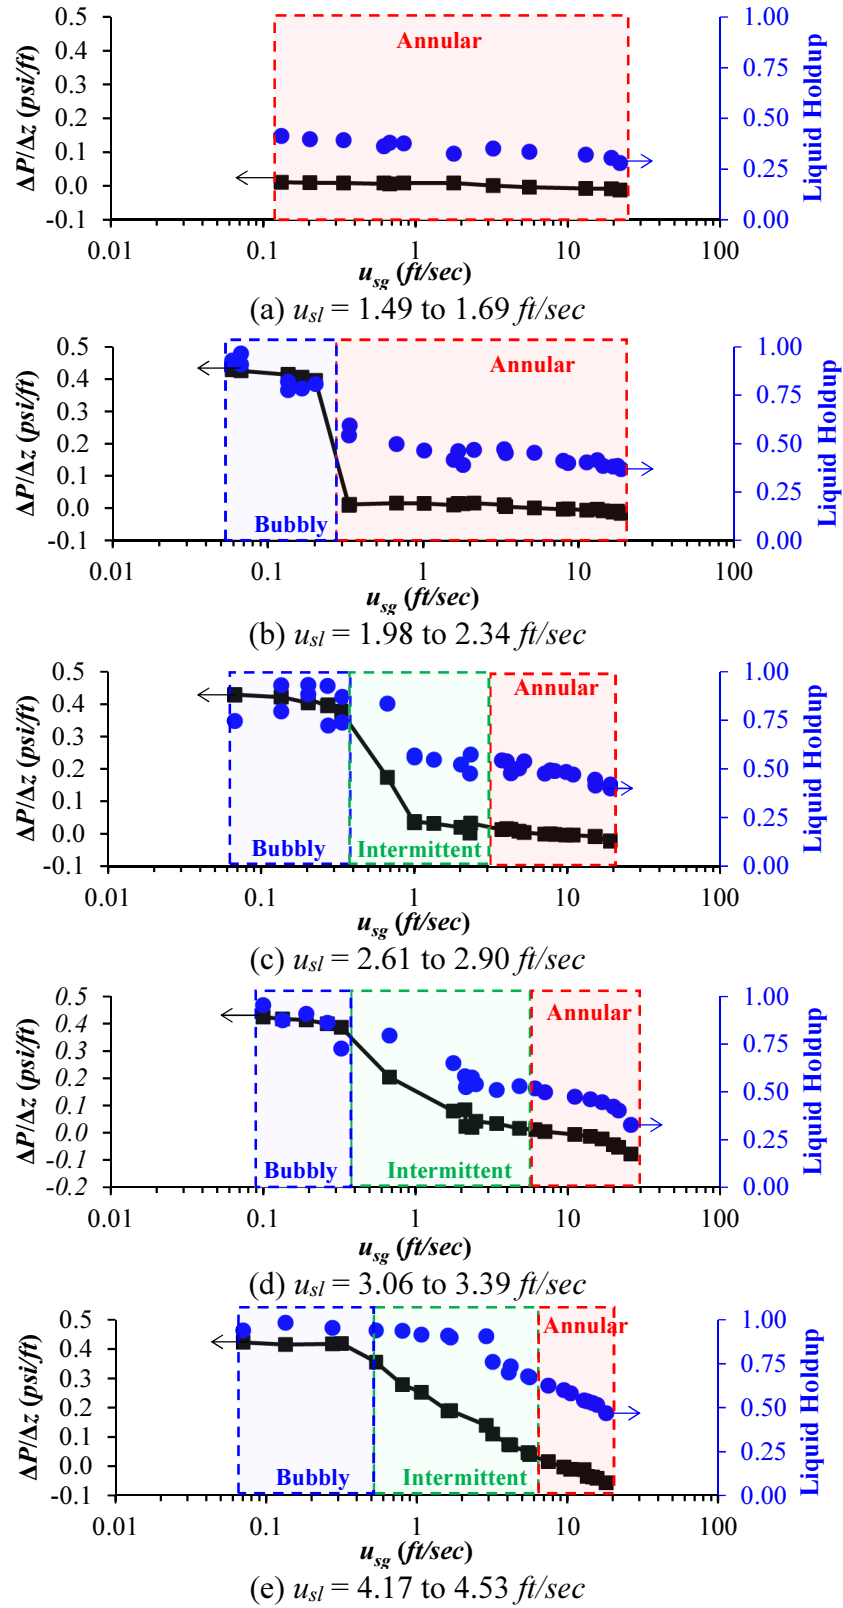 0.5
0.4
0.3
0.2
0.1
0.0
-0.1
ΔP/Δz (psi/ft)
Annular
1.00
0.75
0.50
0.25
0.00
Liquid Holdup
0.01 0.1 1 10 100
usg (ft/sec)
(a) usl = 1.49 to 1.69 ft/sec
0.5
0.4
0.3
0.2
0.1
0.0
-0.1
ΔP/Δz (psi/ft)
Annular
Bubbly
1.00
0.75
0.50
0.25
0.00
Liquid Holdup
0.01 0.1 1 10 100
usg (ft/sec)
(b) usl = 1.98 to 2.34 ft/sec
0.5
0.4
0.3
0.2
0.1
0.0
-0.1
ΔP/Δz (psi/ft)
Annular
Bubbly Intermittent
1.00
0.75
0.50
0.25
0.00
Liquid Holdup
0.01 0.1 1 10 100
usg (ft/sec)
(c) usl = 2.61 to 2.90 ft/sec
0.5
0.4
0.3
0.2
0.1
0.0
-0.1
-0.2
ΔP/Δz (psi/ft)
Annular
Bubbly Intermittent
1.00
0.75
0.50
0.25
0.00
Liquid Holdup
0.01 0.1 1 10 100
usg (ft/sec)
(d) usl = 3.06 to 3.39 ft/sec
0.5
0.4
0.3
0.2
0.1
0.0
-0.1
ΔP/Δz (psi/ft)
Annular
Bubbly Intermittent
1.00
0.75
0.50
0.25
0.00
Liquid Holdup
0.01 0.1 1 10 100
usg (ft/sec)
(e) usl = 4.17 to 4.53 ft/sec